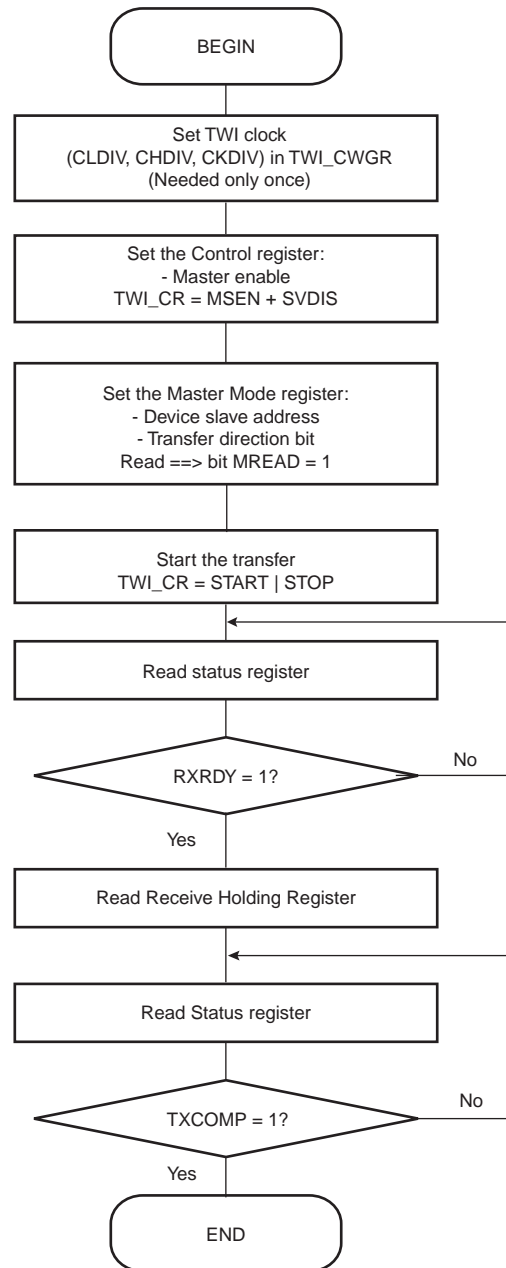 BEGIN
Set TWI clock
(CLDIV, CHDIV, CKDIV) in TWI_CWGR
(Needed only once)
Set the Control register:
- Master enable
TWI_CR = MSEN + SVDIS
Set the Master Mode register:
- Device slave address
- Transfer direction bit
Read ==> bit MREAD = 1
Start the transfer
TWI_CR = START | STOP
Read status register
RXRDY = 1?
No
Yes
Read Receive Holding Register
Read Status register
TXCOMP = 1?
No
Yes
END